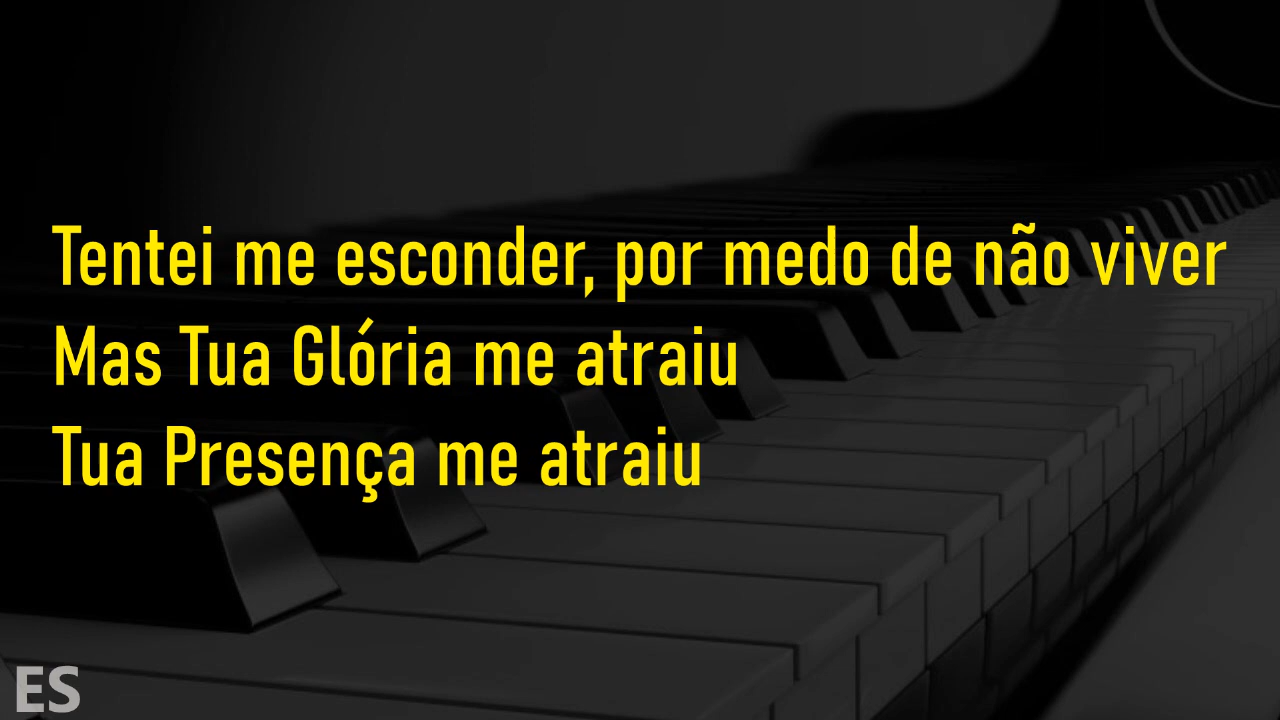 Tentei me esconder, por medo de não viver
Mas Tua Glória me atraiu
Tua Presença me atraiu
ES